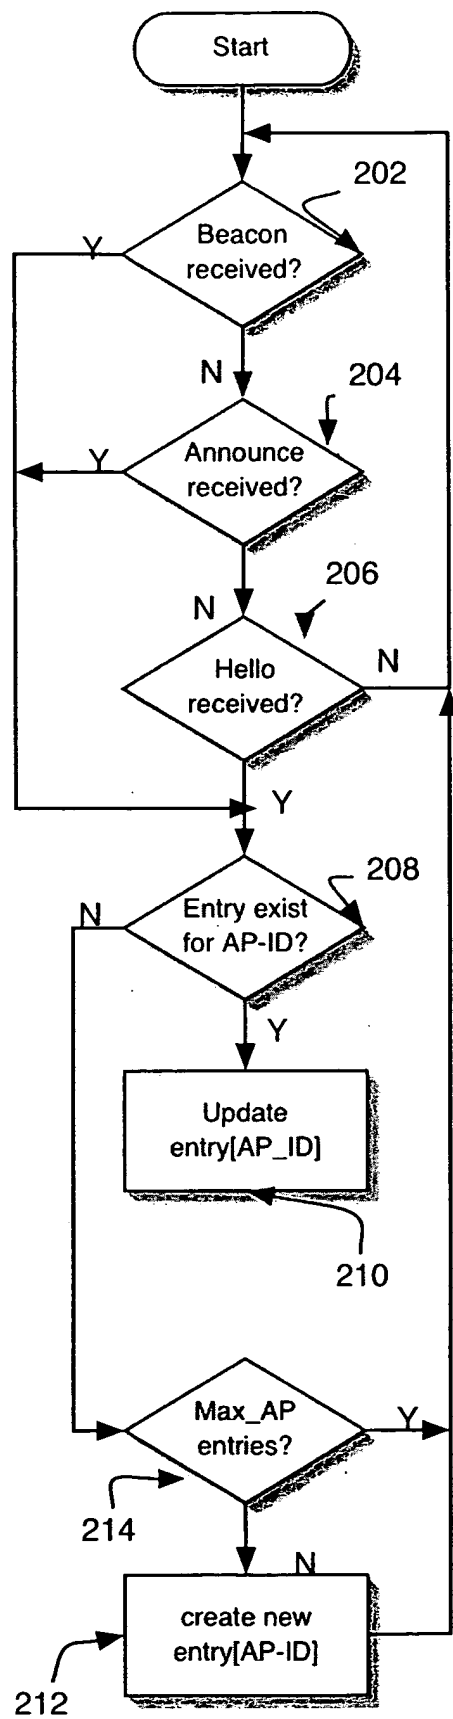 Start
202
Beacon
received?
Y
N
204
Announce
received?
Y
N
206
Hello
received?
N
Y
208
Entry exist
for AP-ID?
N
Y
Update
entry[AP_ID]
210
Max_AP
entries?
Y
214
N
create new
entry[AP-ID]
212